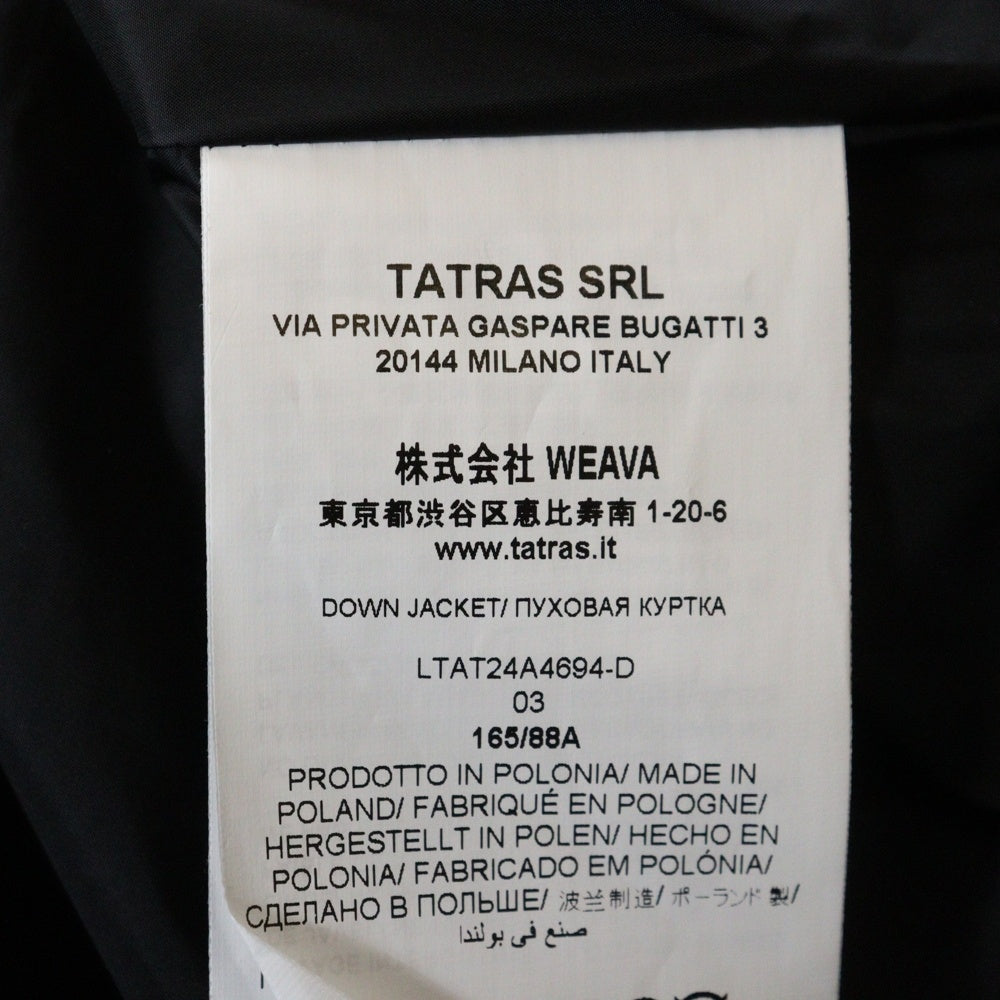 TATRAS SRL
VIA PRIVATA GASPARE BUGATTI 3
20144 MILANO ITALY
株式会社 WEAVA
東京都渋谷区恵比寿南 1-20-6
www.tatras.it
DOWN JACKET/ ПУХОВАЯ КУРТКА
LTAT24A4694-D
03
165/88A
PRODOTTO IN POLONIA/ MADE IN
POLAND/ FABRIQUÉ EN POLOGNE/
HERGESTELLT IN POLEN/ HECHO EN
POLONIA/ FABRICADO EM POLÓNIA/
СДЕЛАНО В ПОЛЬШЕ/ 波兰制造/ ポーランド 製/
صنع في بولندا